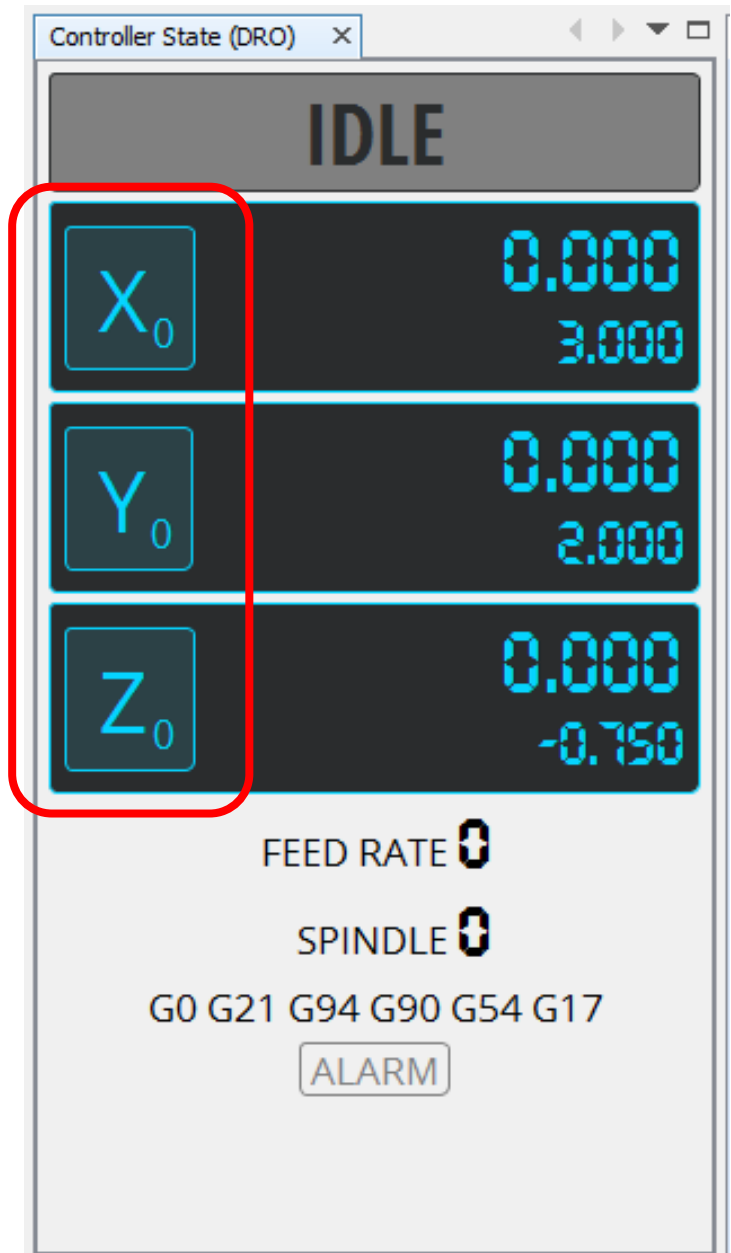 Controller State (DRO)
IDLE
X0 0.000
3.000
Y0 0.000
2.000
Z0 0.000
-0.750
FEED RATE 0
SPINDLE 0
G0 G21 G94 G90 G54 G17
ALARM